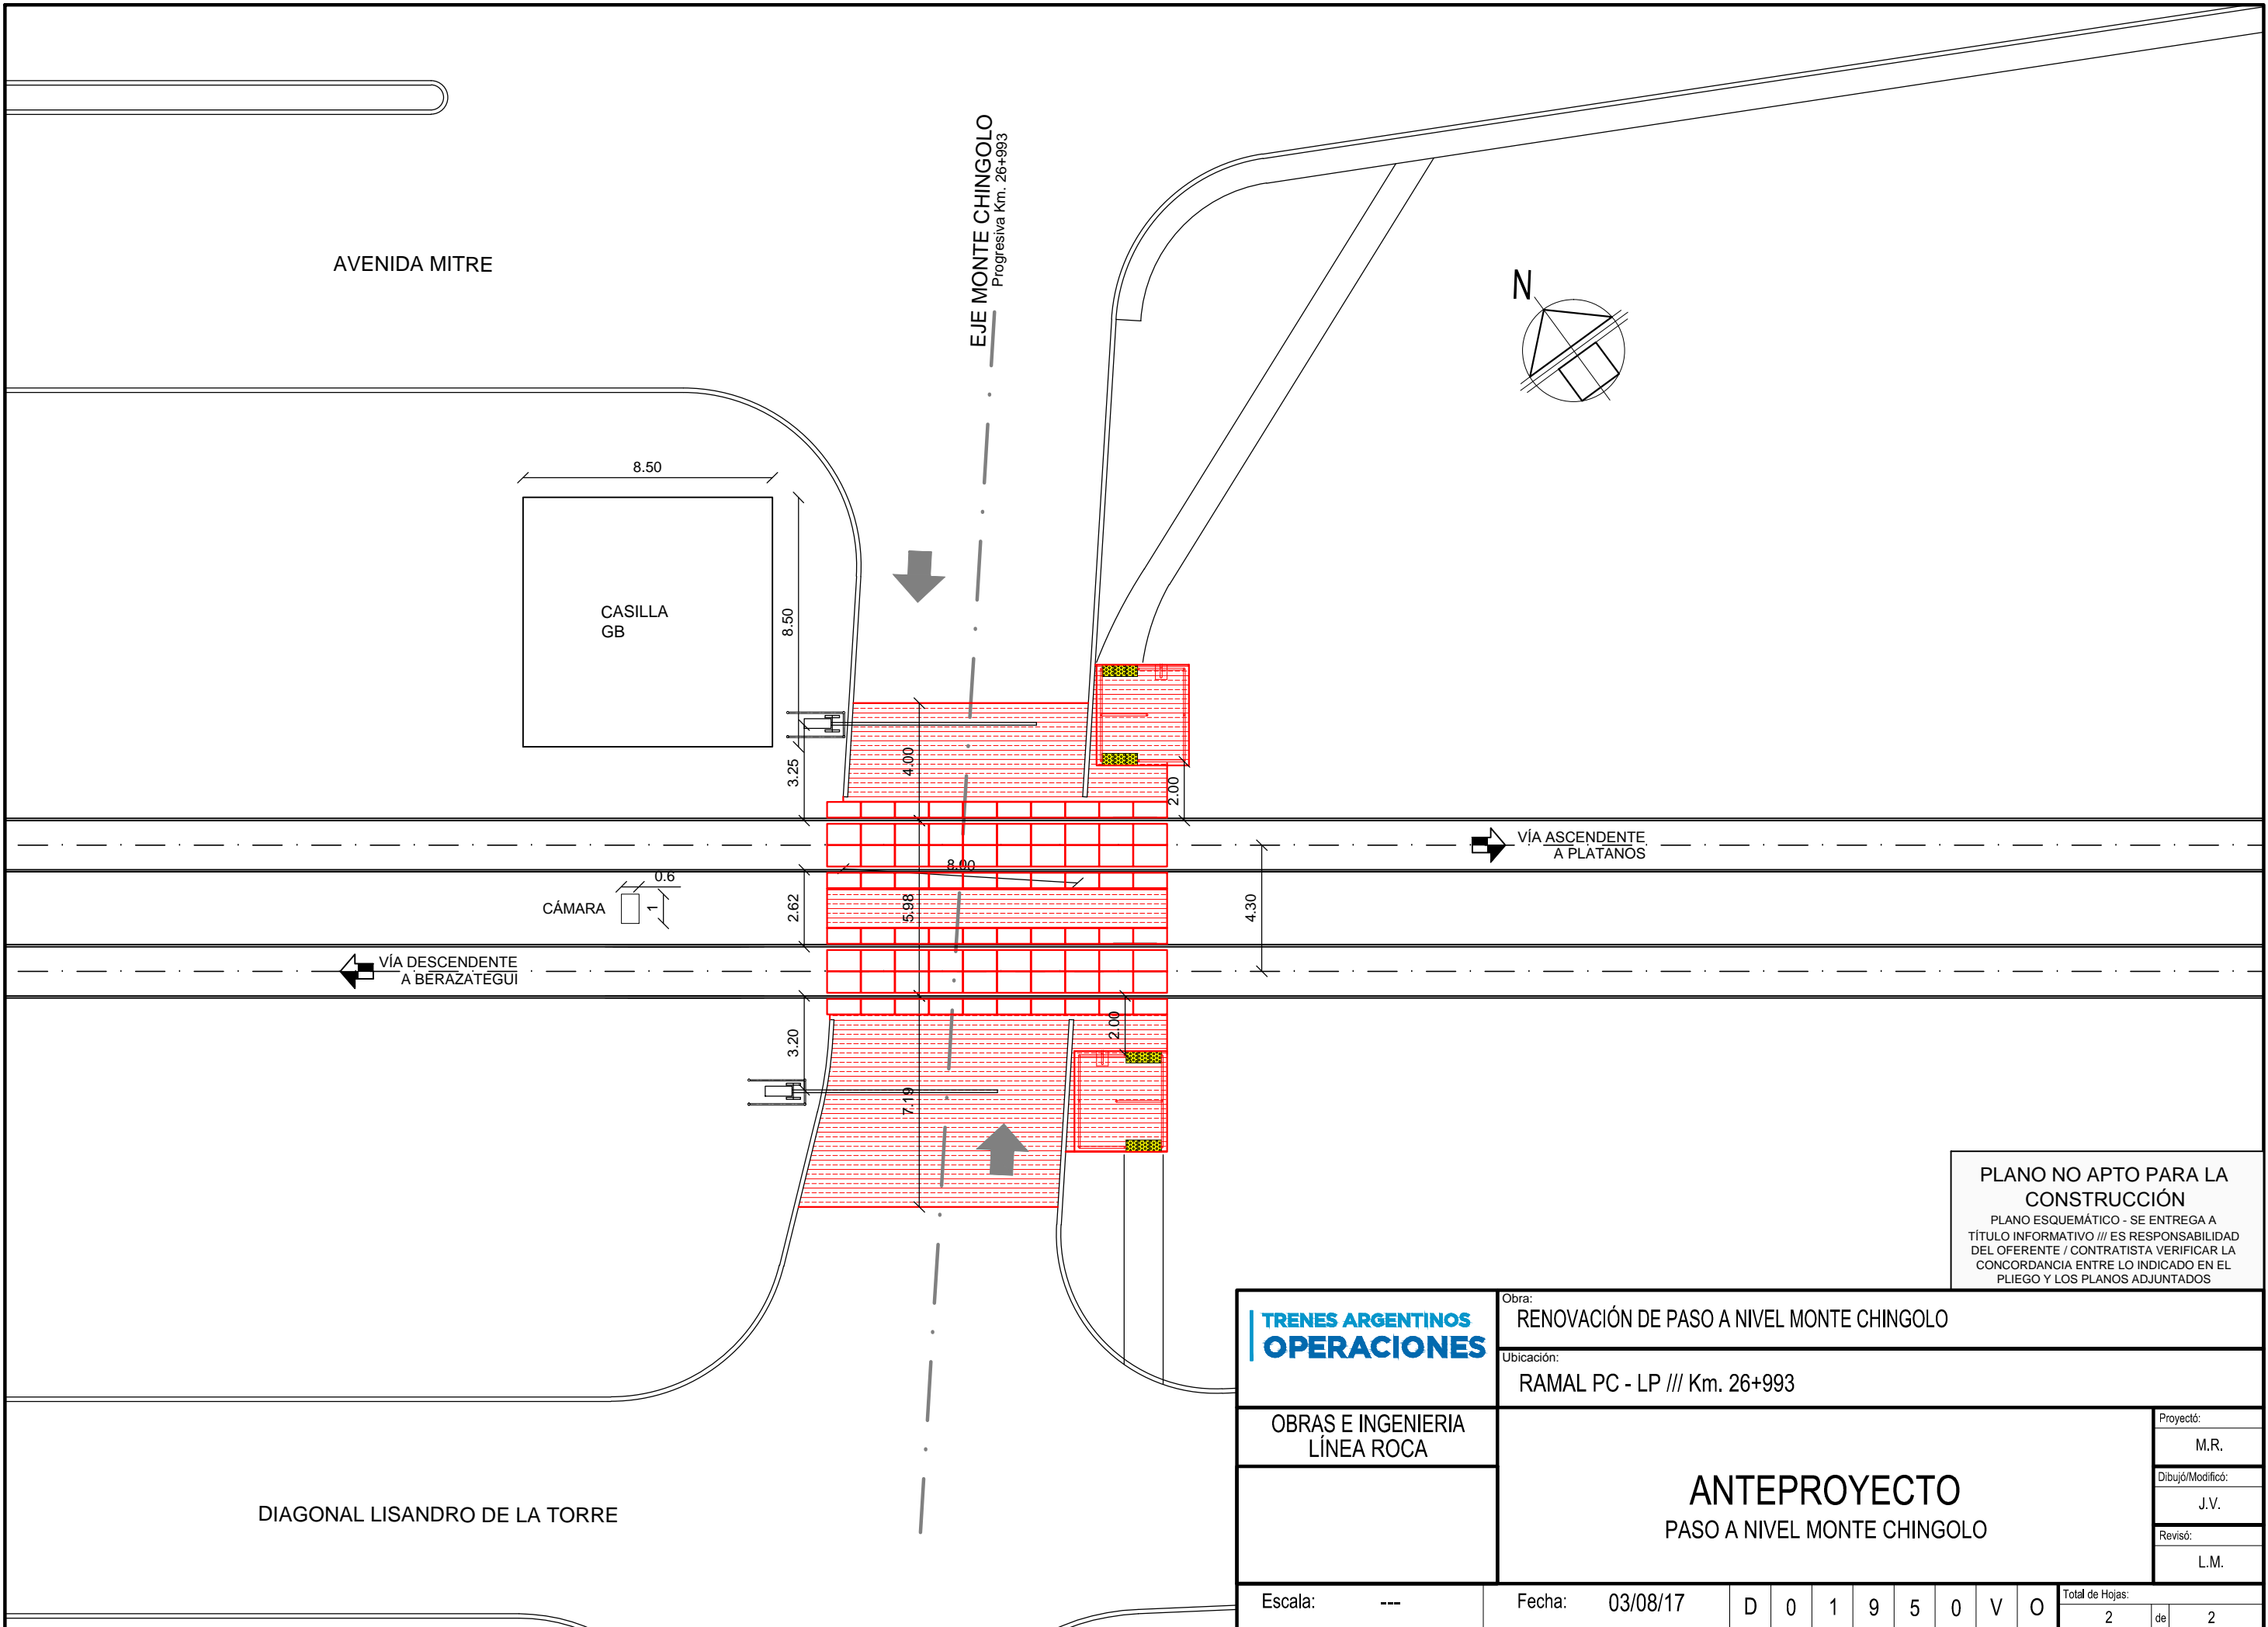 EJE MONTE CHINGOLO
Progresiva Km. 26+993
AVENIDA MITRE
N
8.50
CASILLA
GB
8.50
3.25
4.00
2.00
VÍA ASCENDENTE
A PLATANOS
8.00
0.6
CÁMARA
1
2.62
5.98
4.30
VÍA DESCENDENTE
A BERAZATEGUI
3.20
2.00
7.19
DIAGONAL LISANDRO DE LA TORRE
PLANO NO APTO PARA LA
CONSTRUCCIÓN
PLANO ESQUEMÁTICO - SE ENTREGA A
TÍTULO INFORMATIVO /// ES RESPONSABILIDAD
DEL OFERENTE / CONTRATISTA VERIFICAR LA
CONCORDANCIA ENTRE LO INDICADO EN EL
PLIEGO Y LOS PLANOS ADJUNTADOS
TRENES ARGENTINOS
OPERACIONES
Obra:
RENOVACIÓN DE PASO A NIVEL MONTE CHINGOLO
Ubicación:
RAMAL PC - LP /// Km. 26+993
OBRAS E INGENIERIA
LÍNEA ROCA
ANTEPROYECTO
PASO A NIVEL MONTE CHINGOLO
Proyectó:
M.R.
Dibujó/Modificó:
J.V.
Revisó:
L.M.
Escala: ---
Fecha: 03/08/17
D 0 1 9 5 0 V O
Total de Hojas:
2 de 2